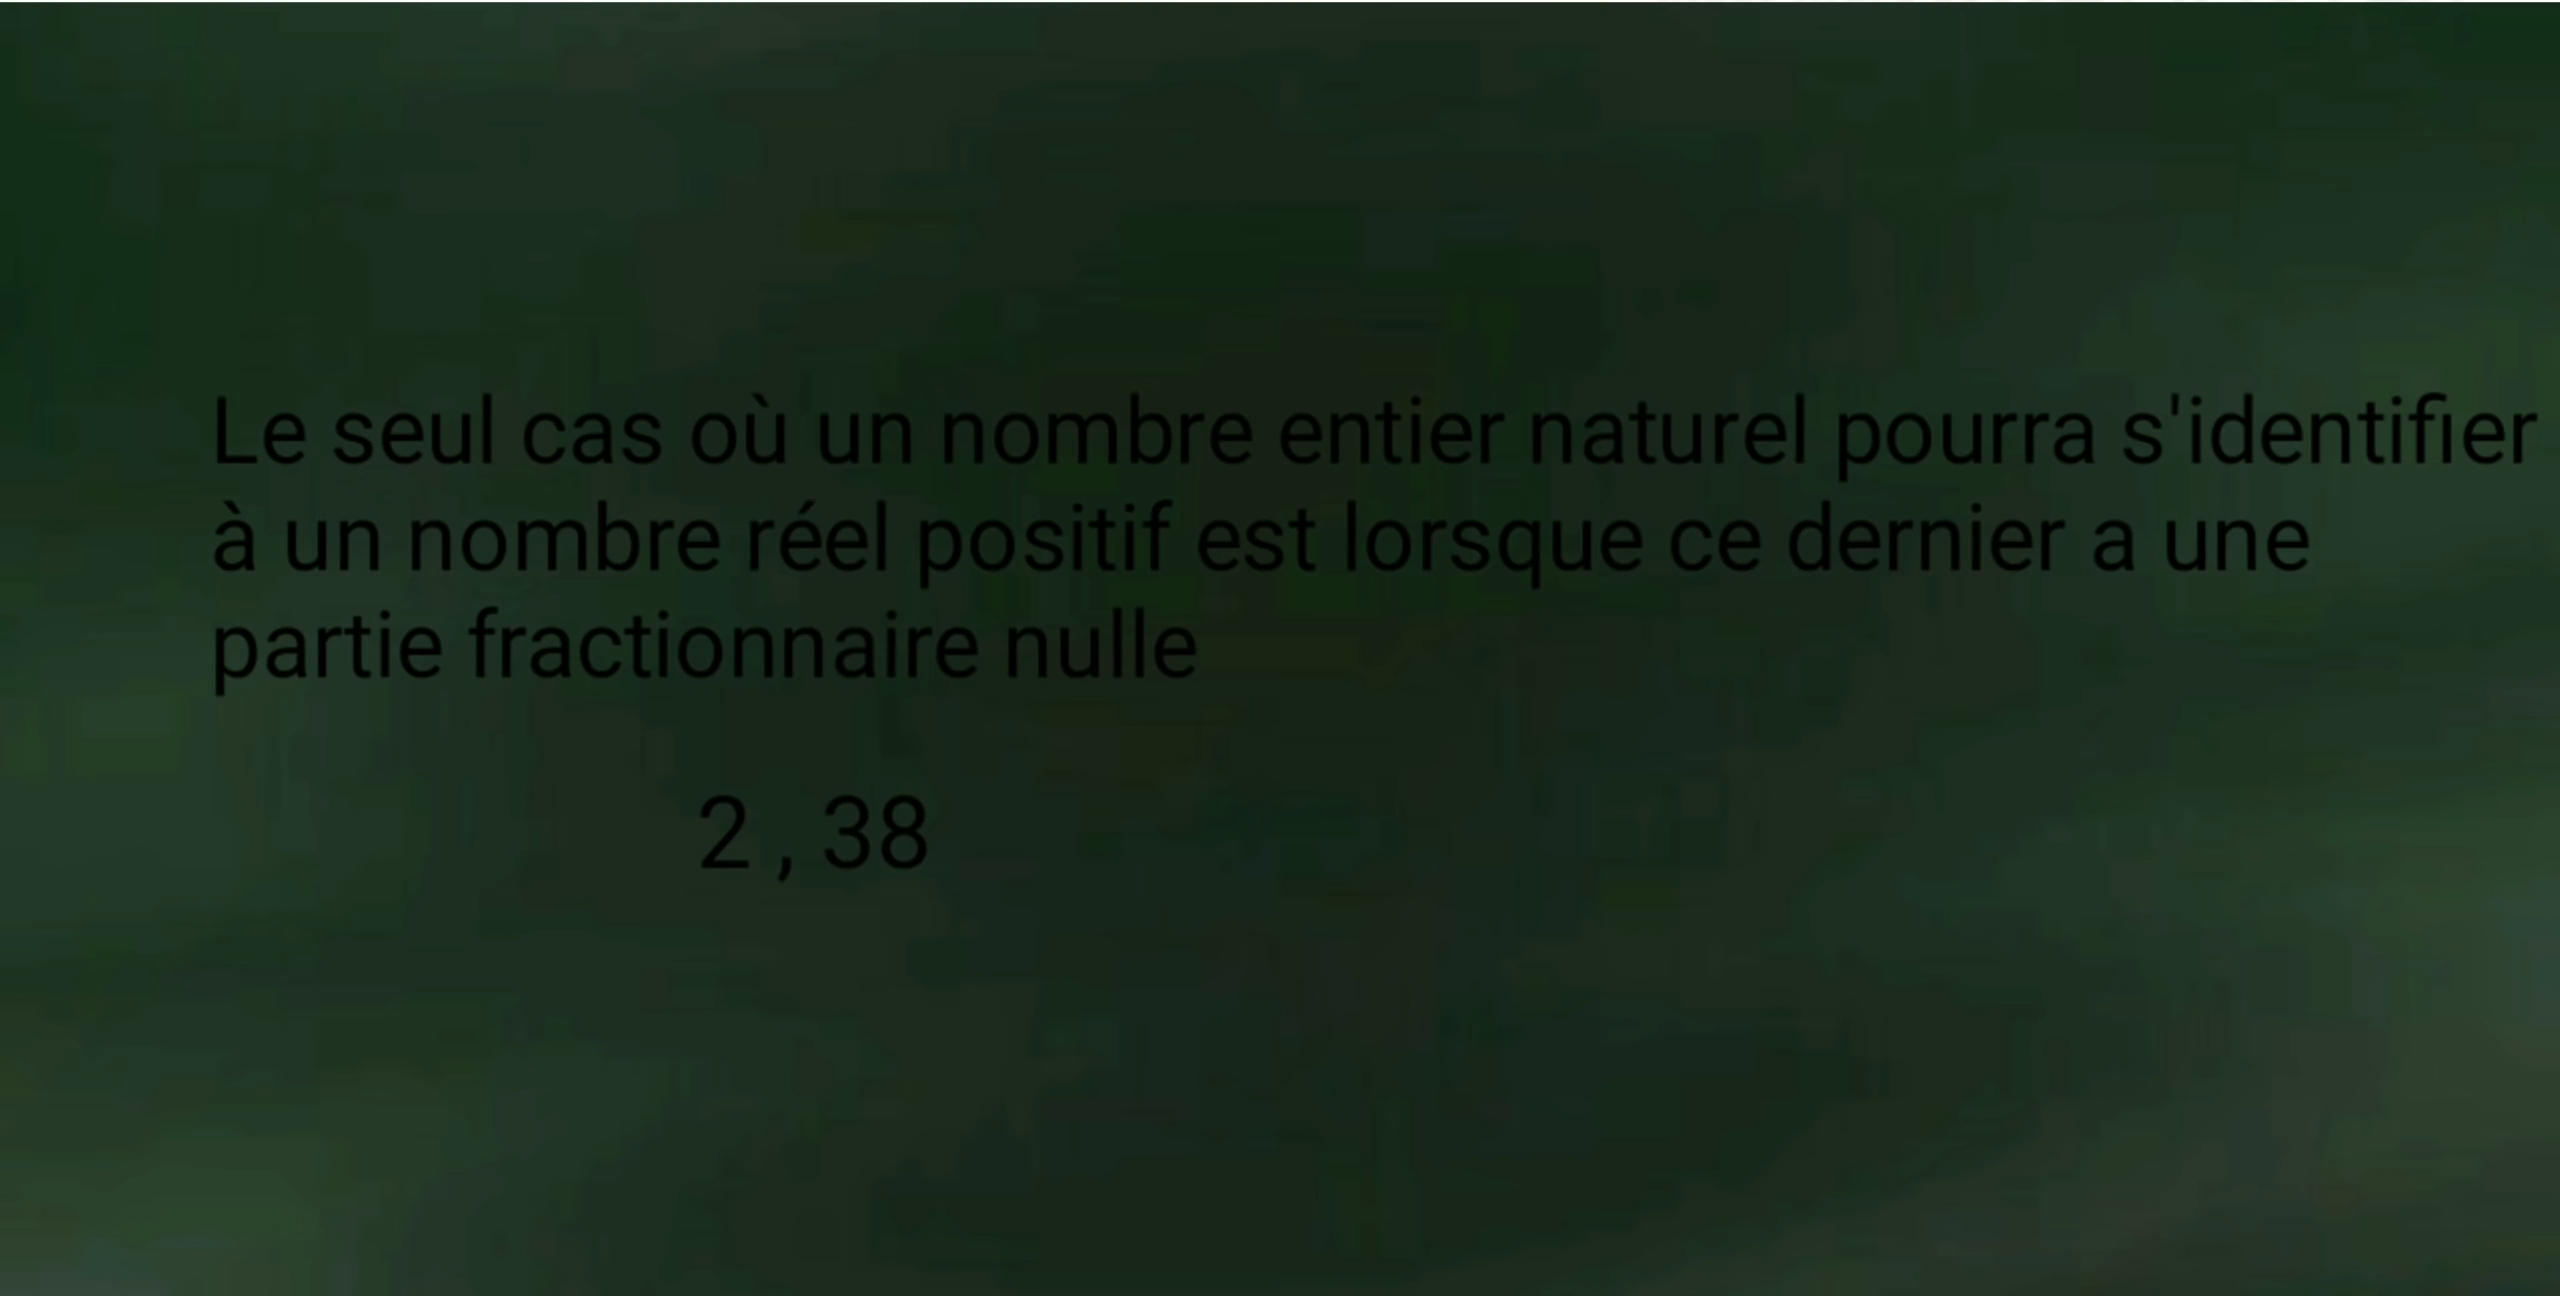 Le seul cas où un nombre entier naturel pourra s'identifier
à un nombre réel positif est lorsque ce dernier a une
partie fractionnaire nulle
2 , 38